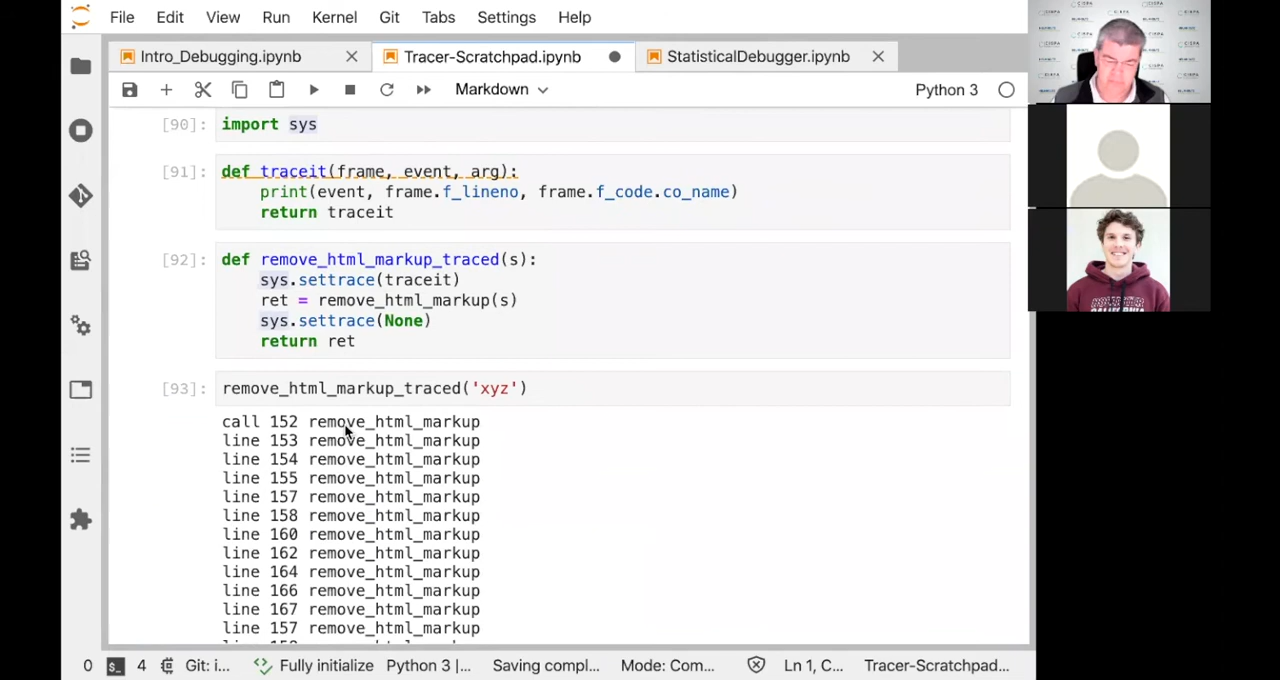 File Edit View Run Kernel Git Tabs Settings Help
Intro_Debugging.ipynb Tracer-Scratchpad.ipynb StatisticalDebugger.ipynb
Markdown Python 3
[90]: import sys
[91]: def traceit(frame, event, arg):
print(event, frame.f_lineno, frame.f_code.co_name)
return traceit
[92]: def remove_html_markup_traced(s):
sys.settrace(traceit)
ret = remove_html_markup(s)
sys.settrace(None)
return ret
[93]: remove_html_markup_traced('xyz')
call 152 remove_html_markup
line 153 remove_html_markup
line 154 remove_html_markup
line 155 remove_html_markup
line 157 remove_html_markup
line 158 remove_html_markup
line 160 remove_html_markup
line 162 remove_html_markup
line 164 remove_html_markup
line 166 remove_html_markup
line 167 remove_html_markup
line 157 remove_html_markup
0 $_ 4 Git: i... Fully initialize Python 3 |... Saving compl... Mode: Com... Ln 1, C... Tracer-Scratchpad...